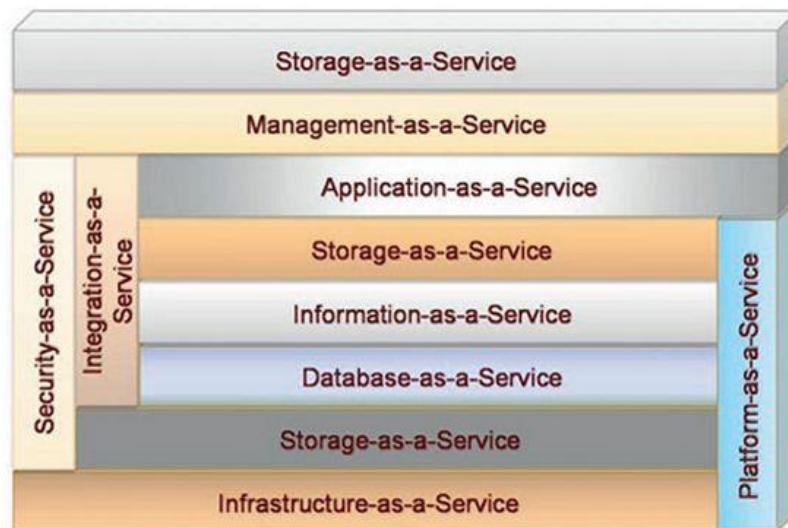 Storage-as-a-Service
Management-as-a-Service
Security-as-a-Service
Integration-as-a-
Service
Application-as-a-Service
Storage-as-a-Service
Information-as-a-Service
Database-as-a-Service
Storage-as-a-Service
Platform-as-a-Service
Infrastructure-as-a-Service